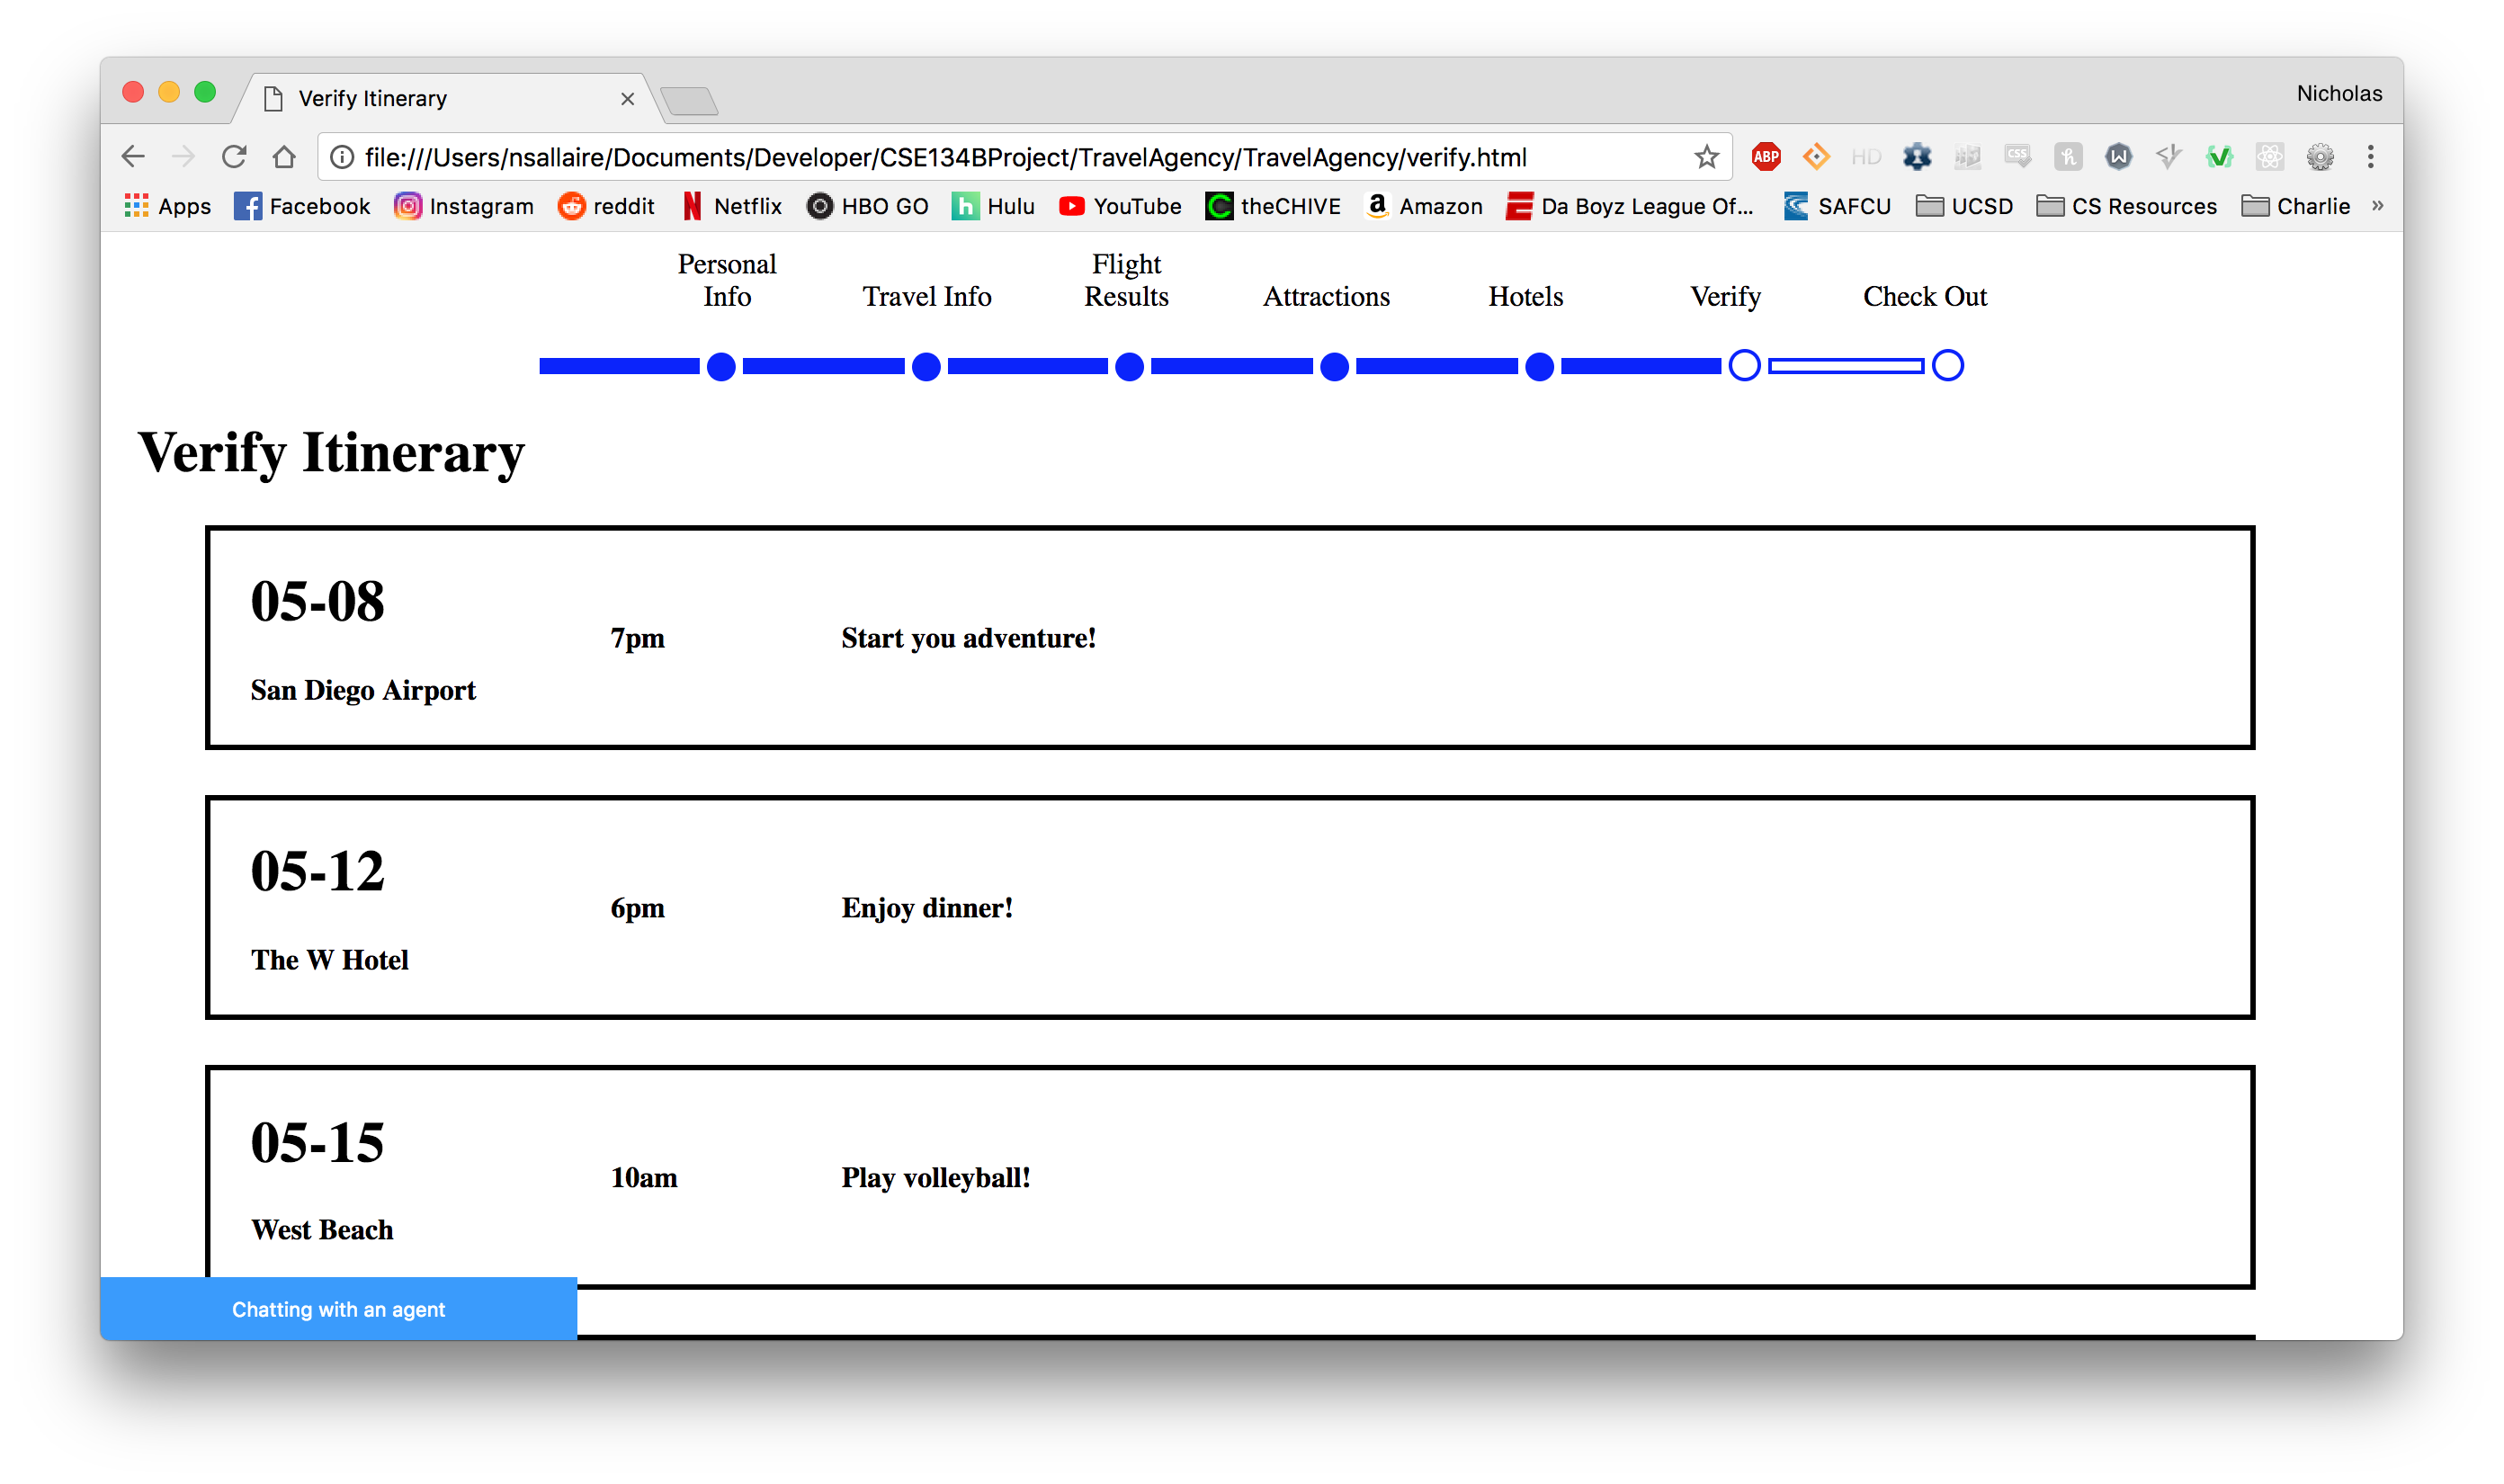 Verify Itinerary
Nicholas
file:///Users/nsallaire/Documents/Developer/CSE134BProject/TravelAgency/TravelAgency/verify.html
ABP
HD
CSS
Apps
Facebook
Instagram
reddit
Netflix
HBO GO
Hulu
YouTube
theCHIVE
Amazon
Da Boyz League Of...
SAFCU
UCSD
CS Resources
Charlie
»
Personal
Info
Travel Info
Flight
Results
Attractions
Hotels
Verify
Check Out
Verify Itinerary
05-08
7pm
Start you adventure!
San Diego Airport
05-12
6pm
Enjoy dinner!
The W Hotel
05-15
10am
Play volleyball!
West Beach
Chatting with an agent